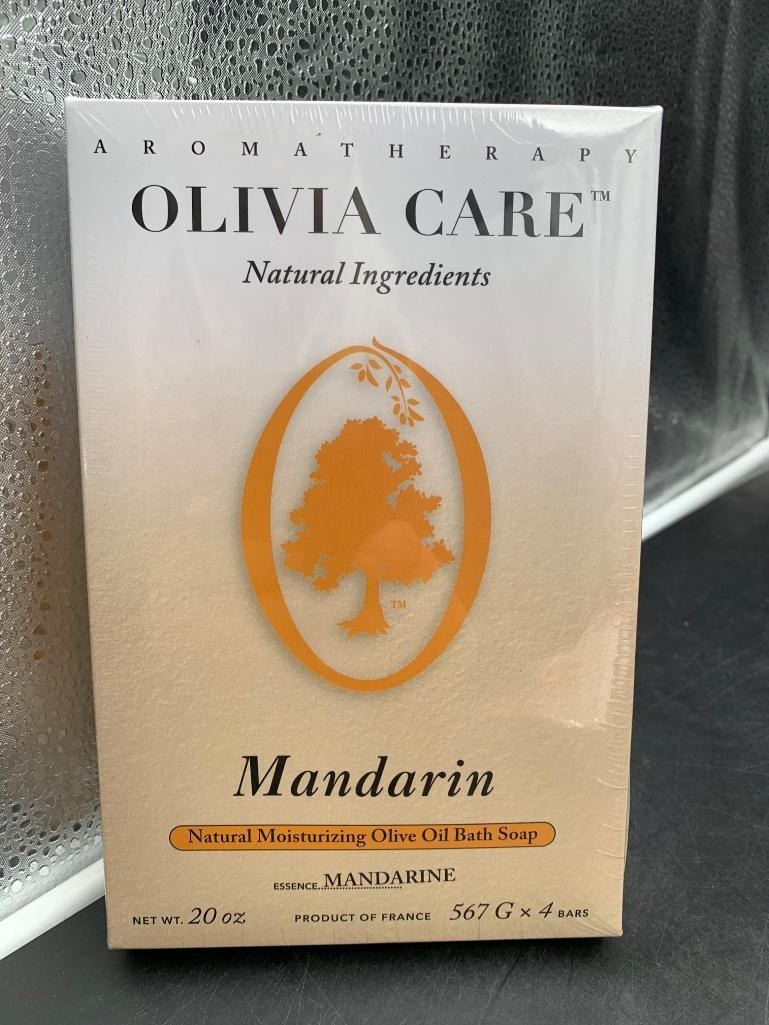 AROMATHERAPY
OLIVIA CARE™
Natural Ingredients
TM
Mandarin
Natural Moisturizing Olive Oil Bath Soap
ESSENCE...MANDARINE
NET WT. 20 oz. PRODUCT OF FRANCE 567 G × 4 BARS